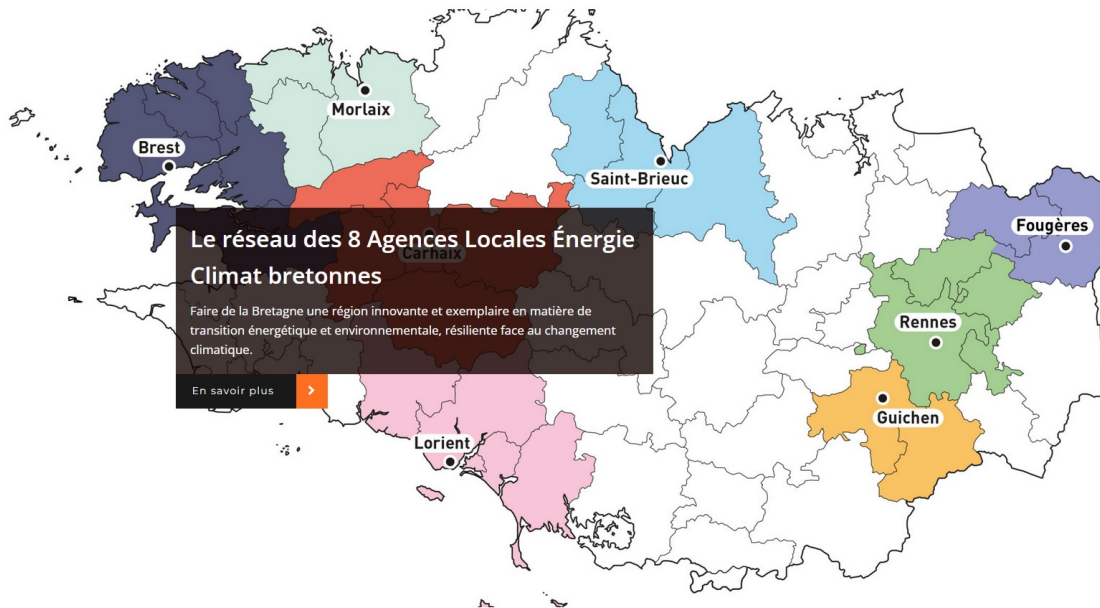 Morlaix
Brest
Saint-Brieuc
Fougères
Le réseau des 8 Agences Locales Énergie
Carhaix
Climat bretonnes
Faire de la Bretagne une région innovante et exemplaire en matière de
transition énergétique et environnementale, résiliente face au changement
climatique.
En savoir plus
Rennes
Guichen
Lorient